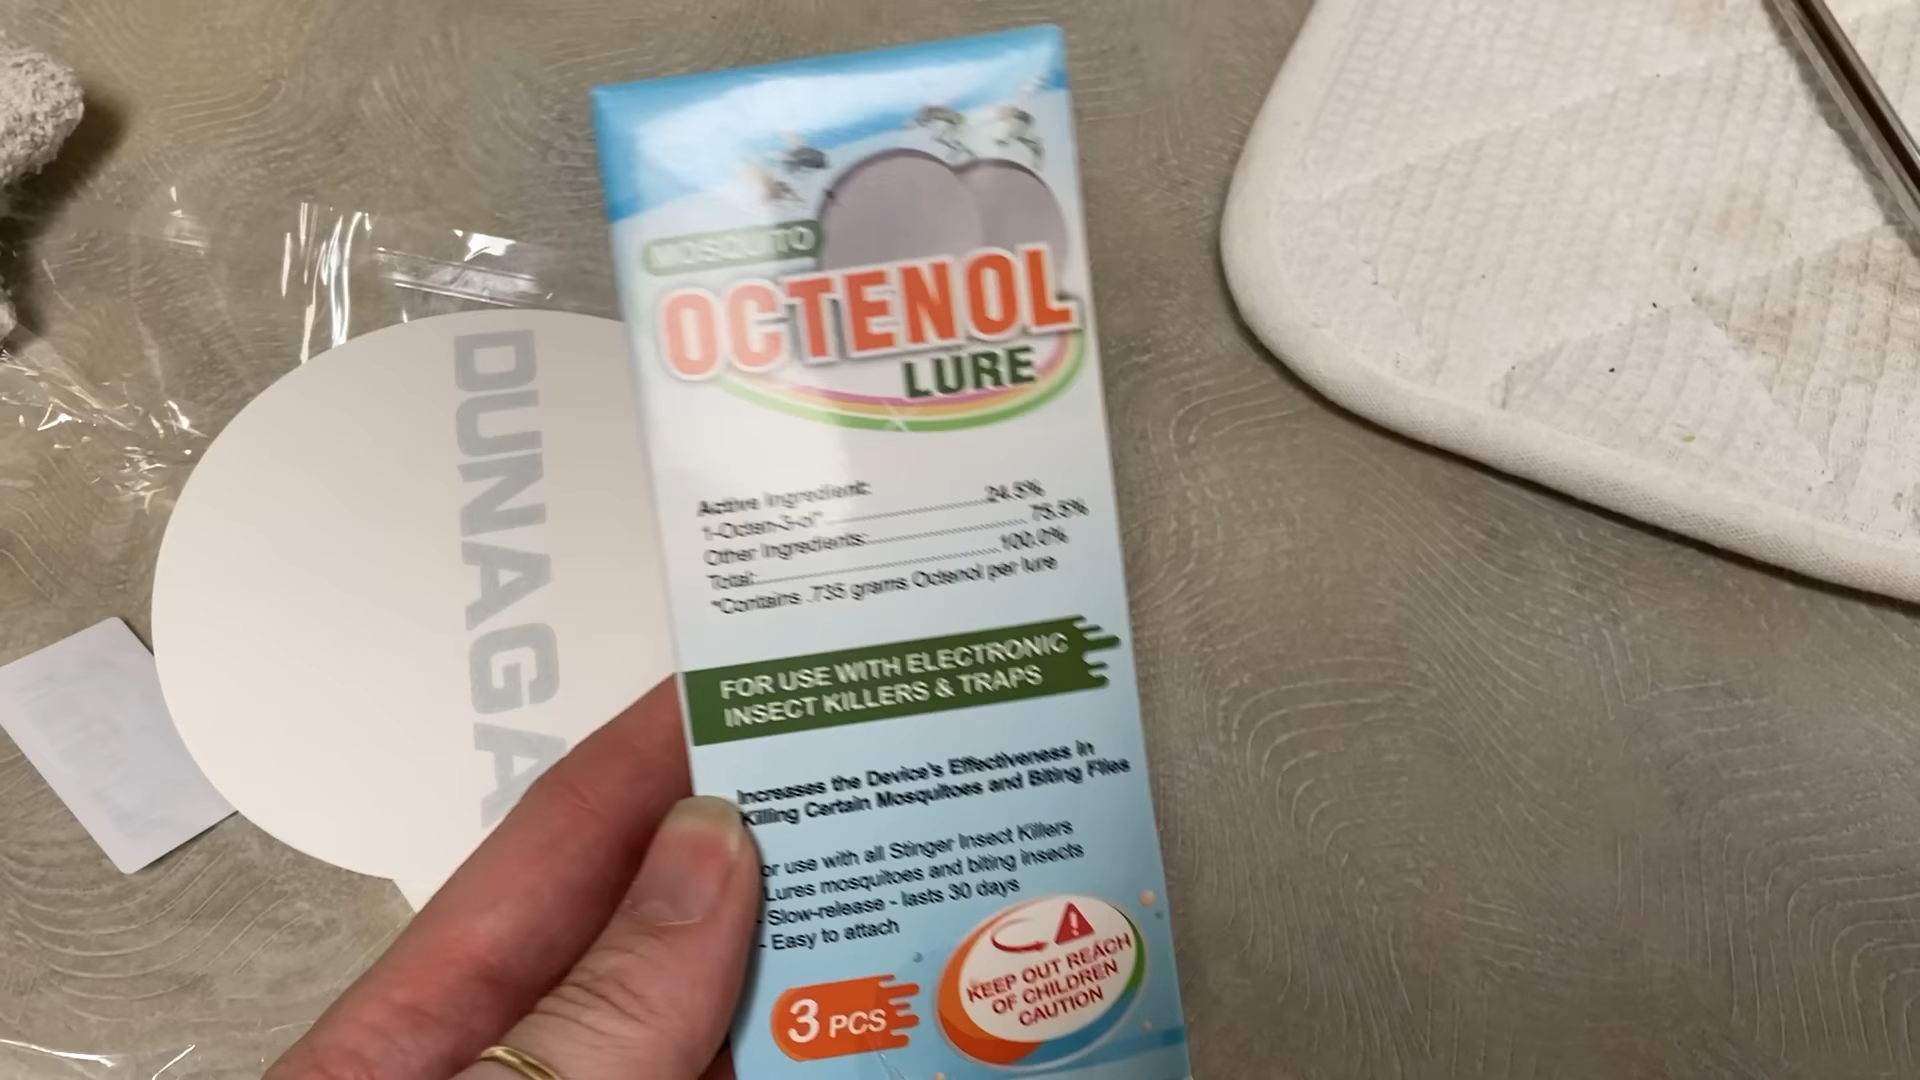 MOSQUITO
OCTENOL
LURE
Active Ingredient:
1-Octen-3-ol* 24.5%
Other Ingredients: 75.5%
Total: 100.0%
*Contains .735 grams Octenol per lure
FOR USE WITH ELECTRONIC
INSECT KILLERS & TRAPS
Increases the Device's Effectiveness in
Killing Certain Mosquitoes and Biting Flies
or use with all Stinger Insect Killers
Lures mosquitoes and biting insects
- Slow-release - lasts 30 days
- Easy to attach
3 PCS
KEEP OUT REACH
OF CHILDREN
CAUTION
DUNAGA